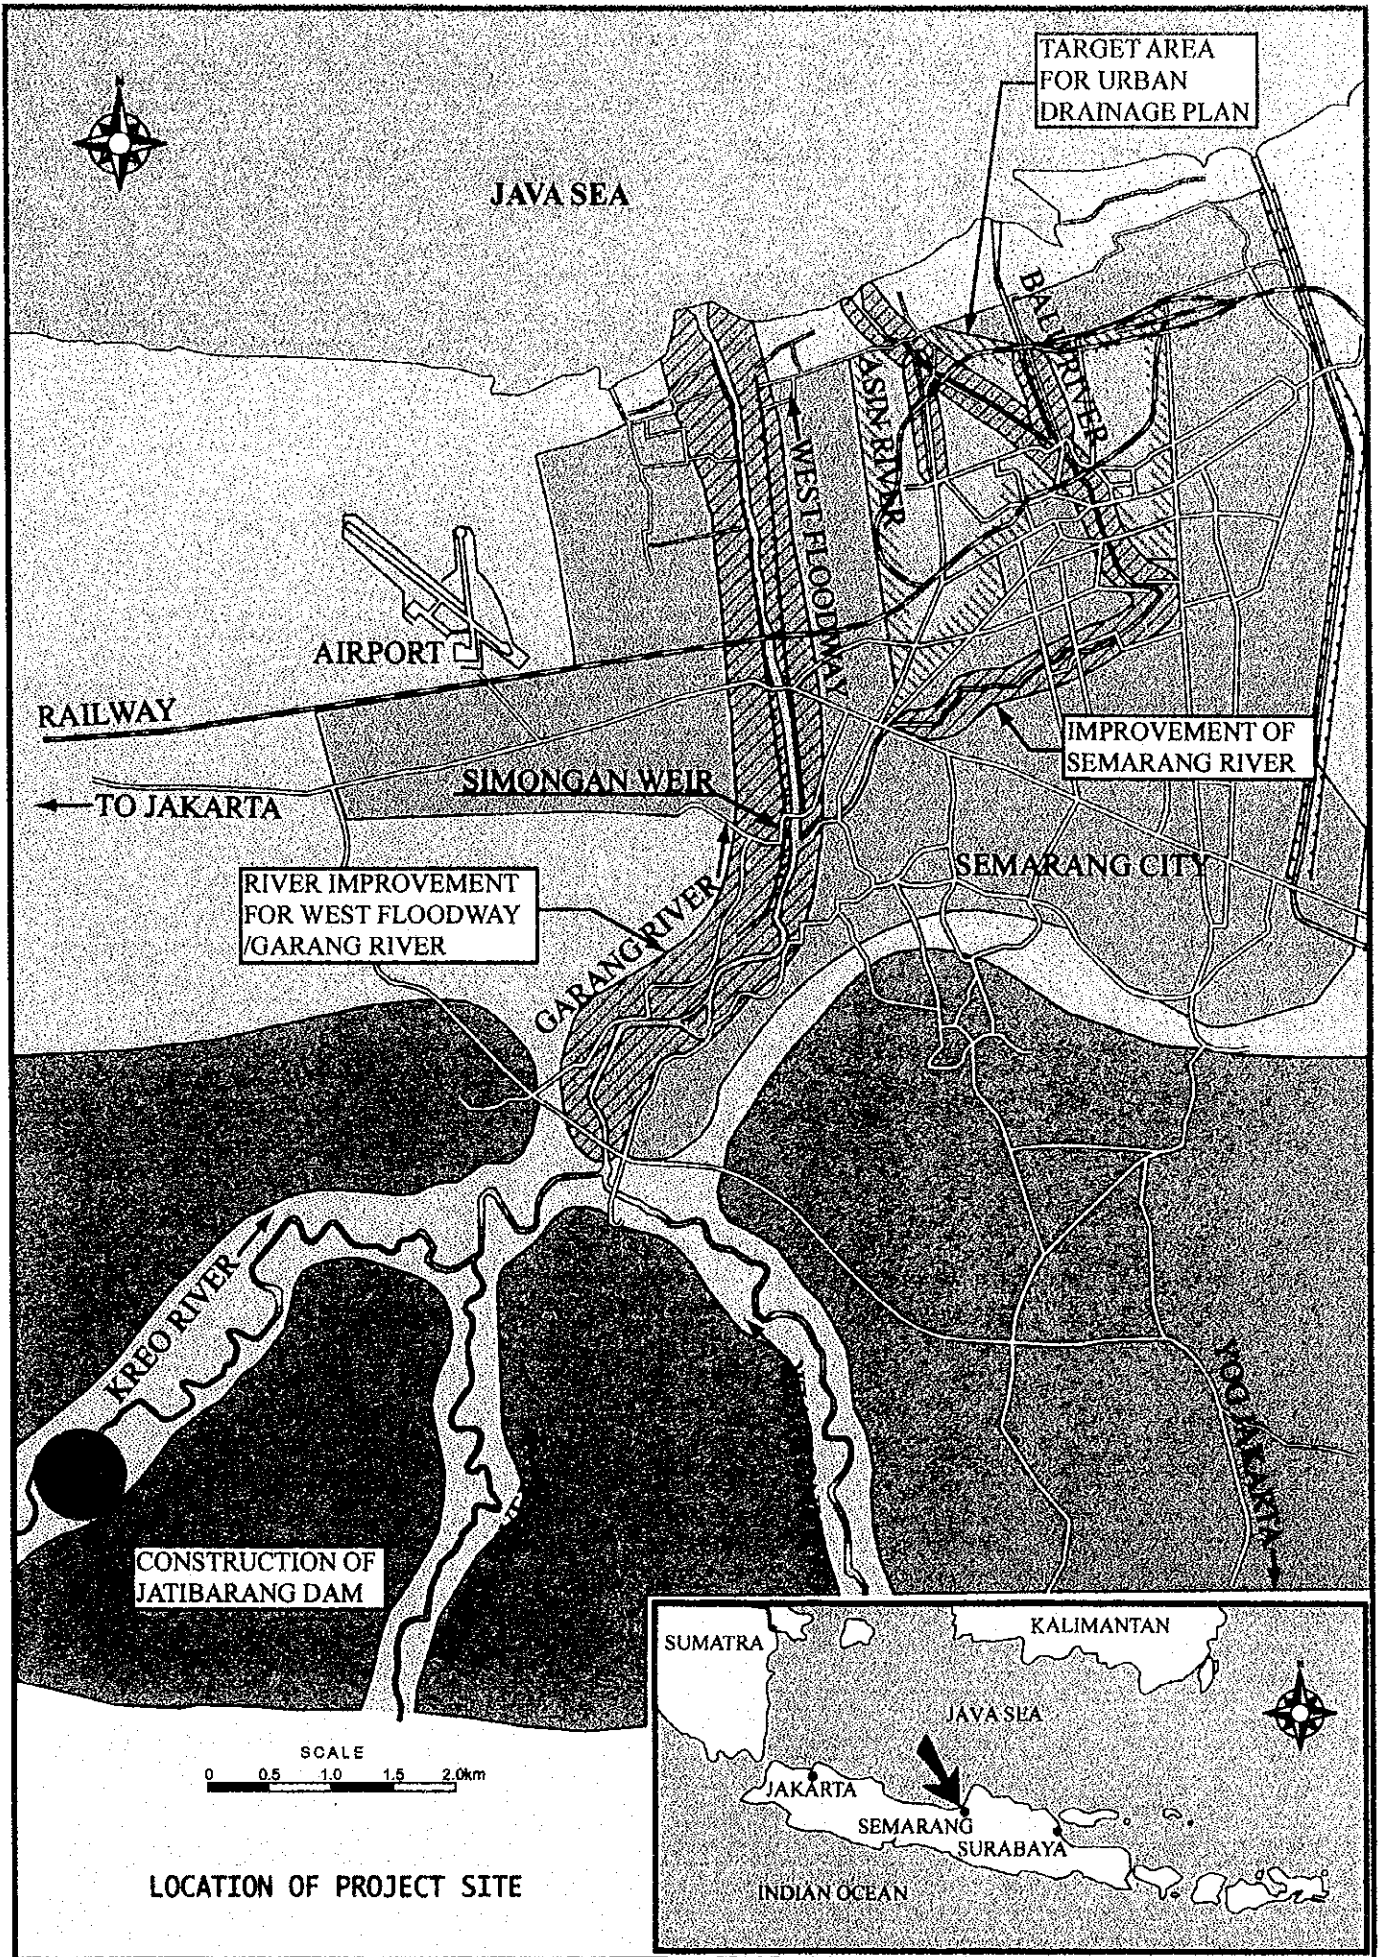 N
TARGET AREA
FOR URBAN
DRAINAGE PLAN
JAVA SEA
BALU RIVER
ASIN RIVER
WEST FLOODWAY
AIRPORT
RAILWAY
IMPROVEMENT OF
SEMARANG RIVER
SIMONGAN WEIR
TO JAKARTA
SEMARANG CITY
RIVER IMPROVEMENT
FOR WEST FLOODWAY
/GARANG RIVER
GARANG RIVER
KREO RIVER
CONSTRUCTION OF
JATIBARANG DAM
SCALE
0 0.5 1.0 1.5 2.0km
LOCATION OF PROJECT SITE
SUMATRA
KALIMANTAN
N
JAVA SEA
JAKARTA
SEMARANG
SURABAYA
INDIAN OCEAN